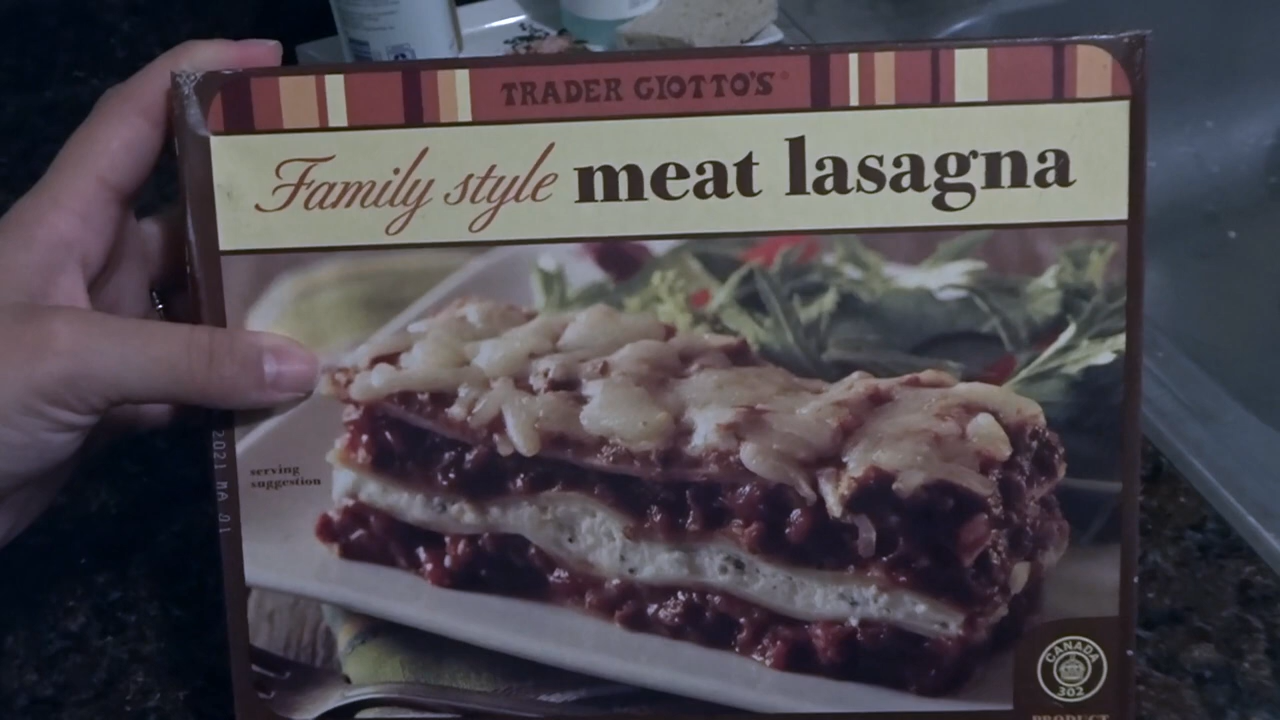 TRADER GIOTTO'S
Family style meat lasagna
serving
suggestion
2021 MA 01
CANADA
302
PRODUCT